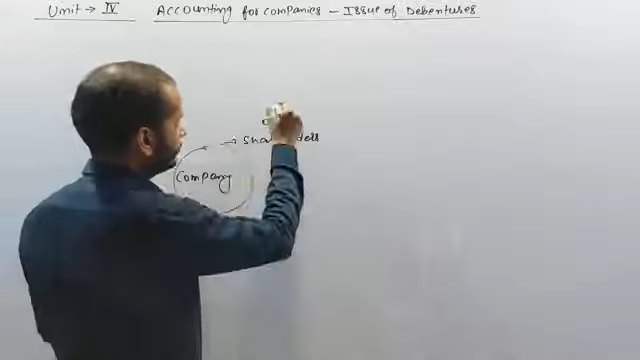 Unit → IV Accounting for Companies - Issue of Debentures
→
Company